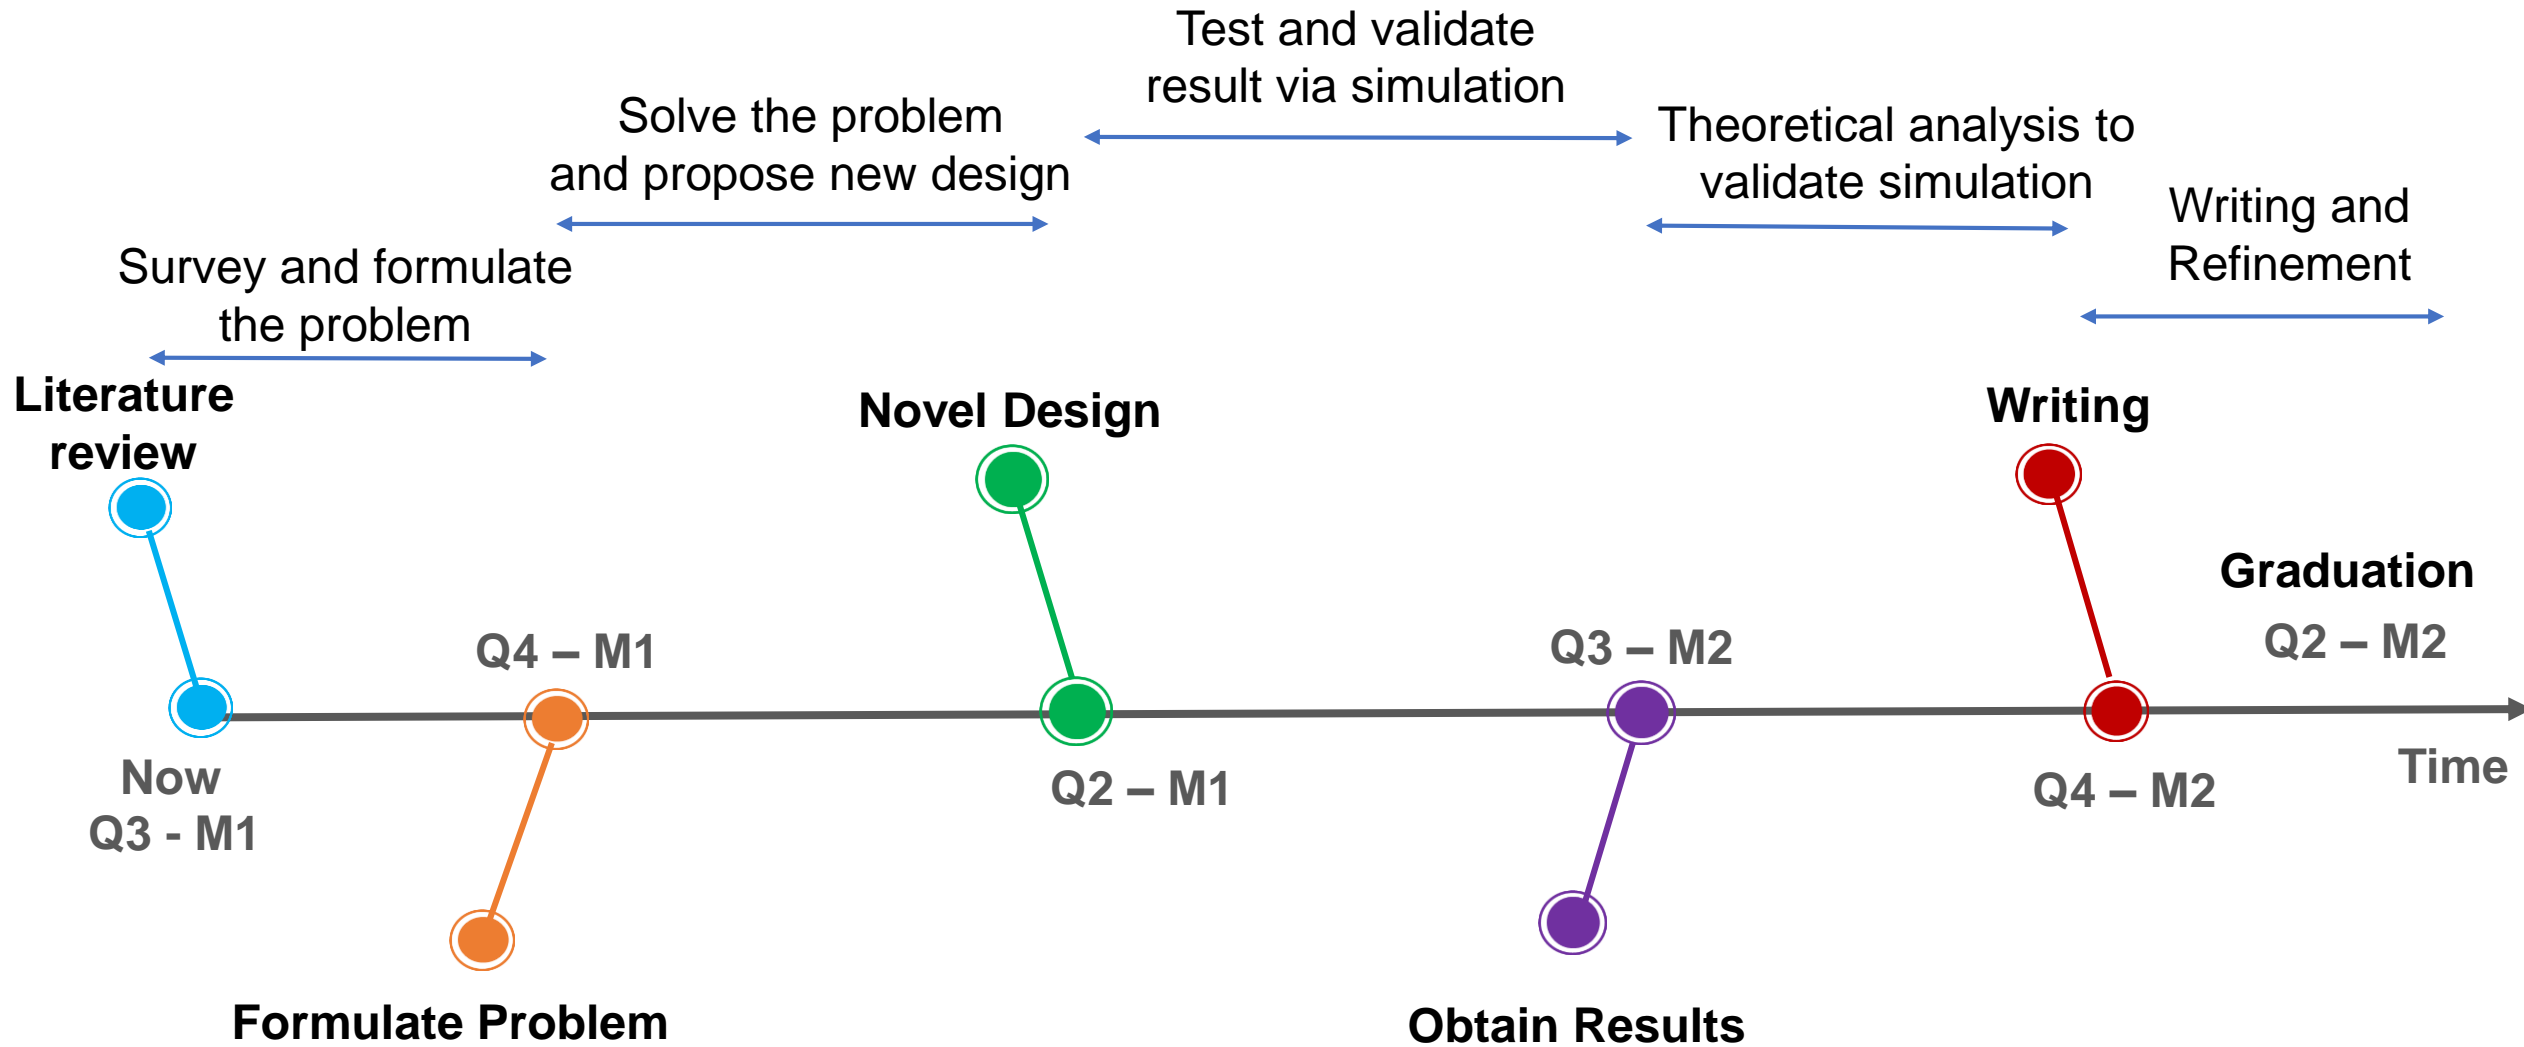 Test and validate
result via simulation
Solve the problem
and propose new design
Theoretical analysis to
validate simulation
Writing and
Refinement
Survey and formulate
the problem
Literature
review
Novel Design
Writing
Graduation
Q2 – M2
Q4 – M1
Q3 – M2
Now
Q3 - M1
Q2 – M1
Q4 – M2
Time
Formulate Problem
Obtain Results